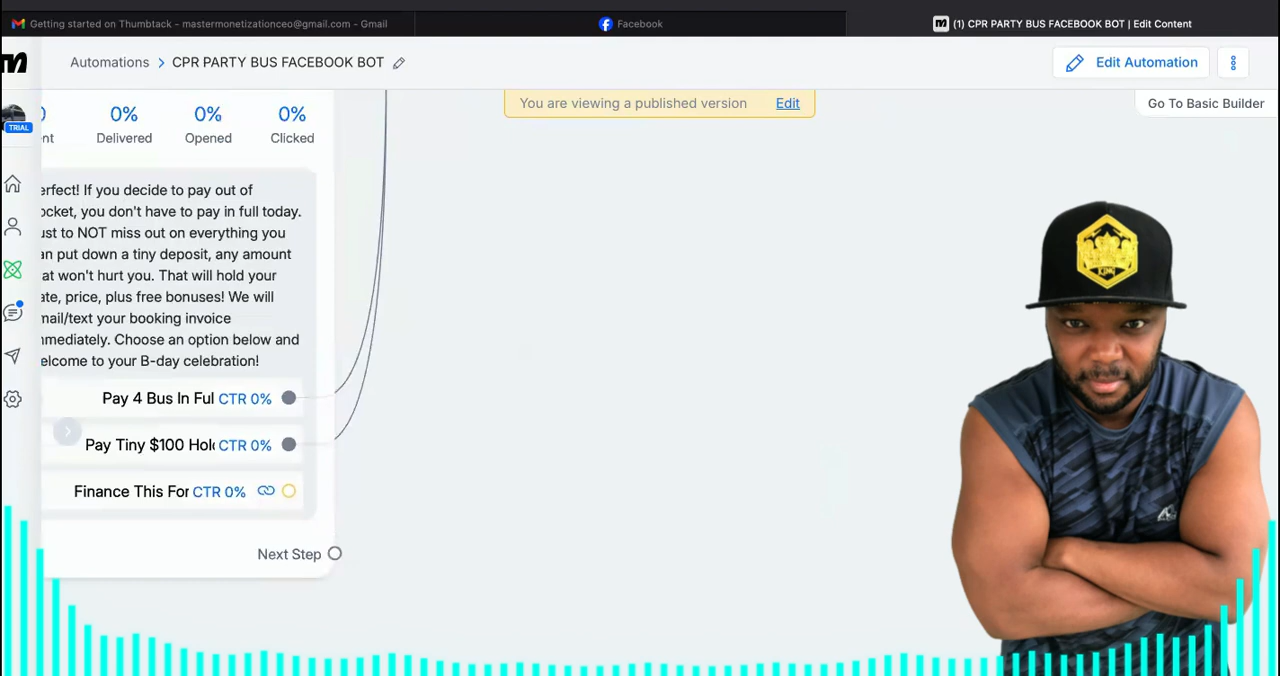 Getting started on Thumbtack - mastermonetizationceo@gmail.com - Gmail
Facebook
(1) CPR PARTY BUS FACEBOOK BOT | Edit Content
Automations > CPR PARTY BUS FACEBOOK BOT
Edit Automation
You are viewing a published version Edit
Go To Basic Builder
TRIAL
0% 0% 0%
nt Delivered Opened Clicked
erfect! If you decide to pay out of
ocket, you don't have to pay in full today.
ust to NOT miss out on everything you
an put down a tiny deposit, any amount
at won't hurt you. That will hold your
ate, price, plus free bonuses! We will
mail/text your booking invoice
mmediately. Choose an option below and
elcome to your B-day celebration!
Pay 4 Bus In Ful CTR 0%
Pay Tiny $100 Hol CTR 0%
Finance This For CTR 0%
Next Step